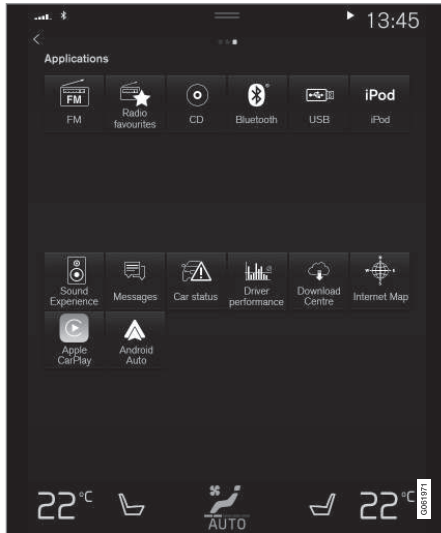 13:45
Applications
FM
FM
Radio
favourites
CD
Bluetooth
USB
iPod
iPod
Sound
Experience
Messages
Car status
Driver
performance
Download
Centre
Internet Map
Apple
CarPlay
Android
Auto
22°C
AUTO
22°C
G061971